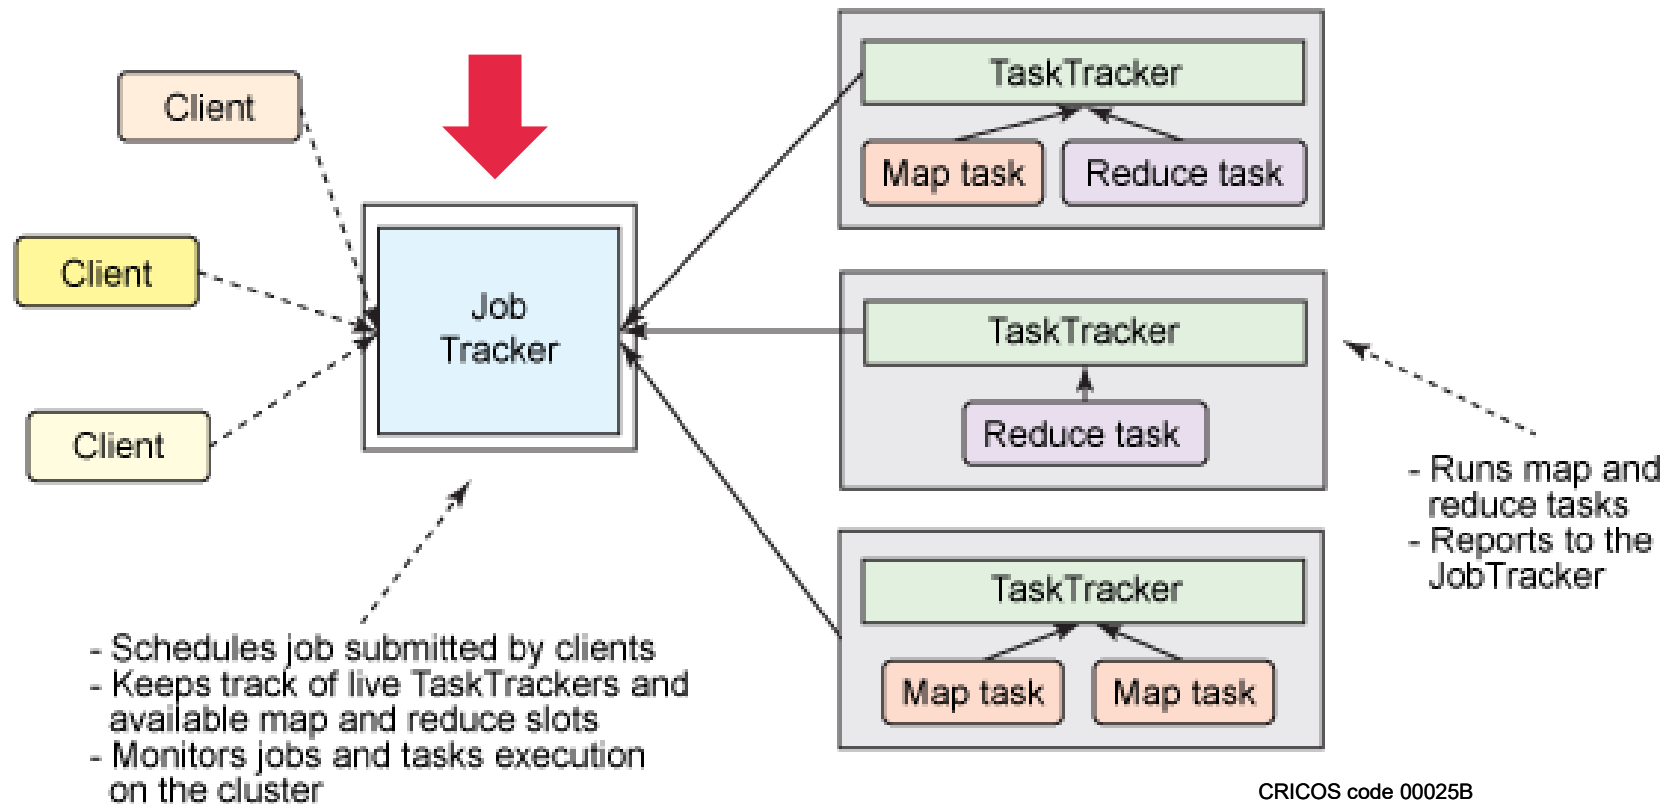 Client
Client
Client
Job
Tracker
TaskTracker
Map task
Reduce task
TaskTracker
Reduce task
TaskTracker
Map task
Map task
- Schedules job submitted by clients
- Keeps track of live TaskTrackers and
available map and reduce slots
- Monitors jobs and tasks execution
on the cluster
- Runs map and
reduce tasks
- Reports to the
JobTracker
CRICOS code 00025B